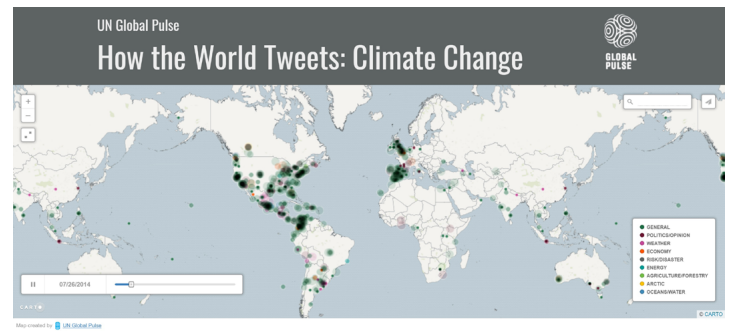 UN Global Pulse
How the World Tweets: Climate Change
GLOBAL
PULSE
+
−
GENERAL
POLITICS/OPINION
WEATHER
ECONOMY
RISK/DISASTER
ENERGY
AGRICULTURE/FORESTRY
ARCTIC
OCEANS/WATER
07/26/2014
CARTO
© CARTO
Map created by UN Global Pulse